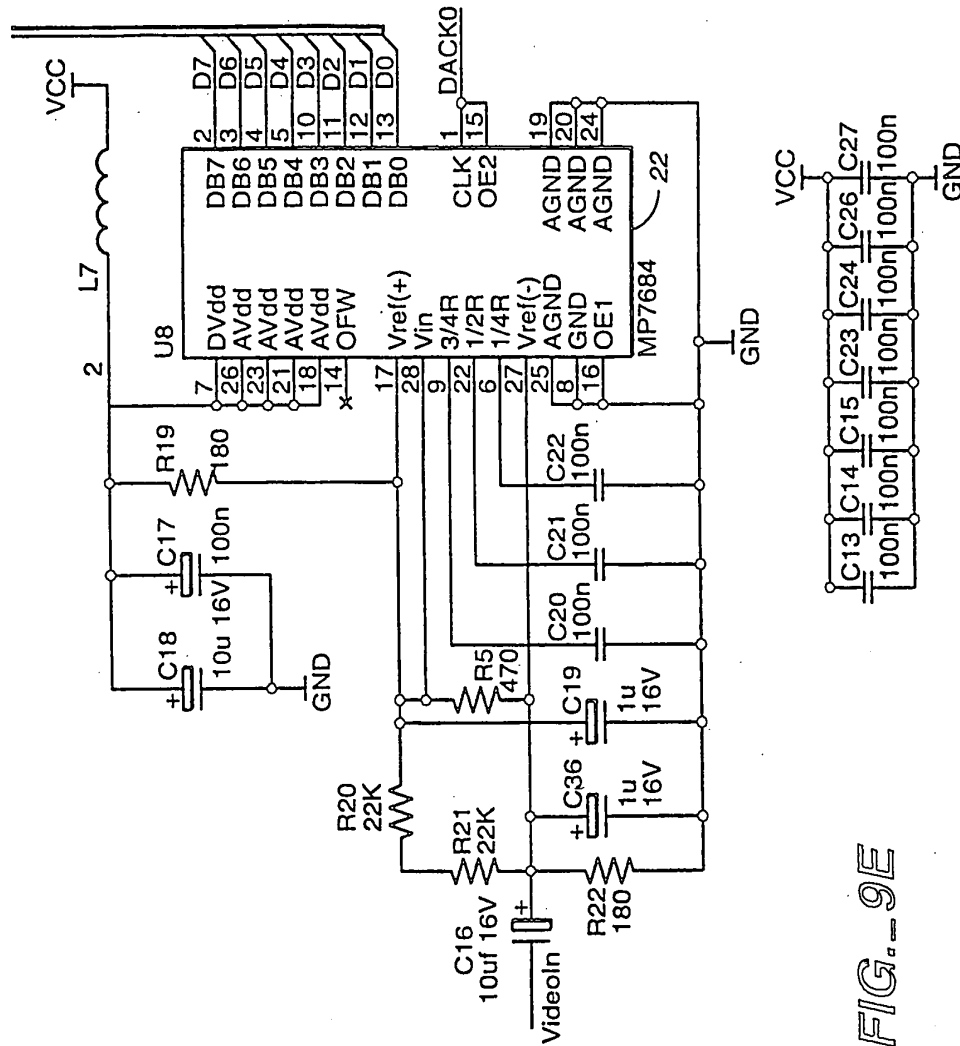 VCC
L7
2
C18
10u 16V
+
C17
100n
+
GND
R19
180
U8
7 DVdd
26 AVdd
23 AVdd
21 AVdd
18 AVdd
14 OFW
17 Vref(+)
28 Vin
9 3/4R
22 1/2R
6 1/4R
27 Vref(-)
25 AGND
8 GND
16 OE1
DB7 2 D7
DB6 3 D6
DB5 4 D5
DB4 5 D4
DB3 10 D3
DB2 11 D2
DB1 12 D1
DB0 13 D0
CLK 1
OE2 15
DACK0
AGND 19
AGND 20
AGND 24
MP7684
22
R20
22K
R21
22K
C16
10uf 16V
+
VideoIn
R22
180
C36
1u
16V
+
C19
1u
16V
+
R5
470
C20
100n
C21
100n
C22
100n
GND
VCC
C13
100n
C14
100n
C15
100n
C23
100n
C24
100n
C26
100n
C27
100n
GND
FIG._9E